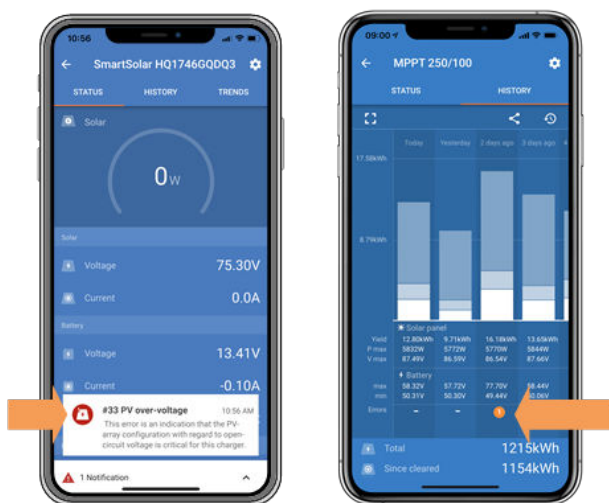 10:56
SmartSolar HQ1746GQDQ3
STATUS HISTORY TRENDS
Solar
0W
Solar
Voltage 75.30V
Current 0.0A
Battery
Voltage 13.41V
Current -0.10A
#33 PV over-voltage 10:56 AM
This error is an indication that the PV-
array configuration with regard to open-
circuit voltage is critical for this charger.
1 Notification
09:00
MPPT 250/100
STATUS HISTORY
Today Yesterday 2 days ago 3 days ago 4
17.58kWh
8.79kWh
Solar panel
Yield 12.80kWh 9.71kWh 16.18kWh 13.65kWh
P max 5832W 5772W 5770W 5844W
V max 87.49V 86.59V 86.54V 87.66V
Battery
max 58.32V 57.72V 77.70V 58.44V
min 50.31V 50.30V 49.44V
Errors – – 1
Total 1215kWh
Since cleared 1154kWh